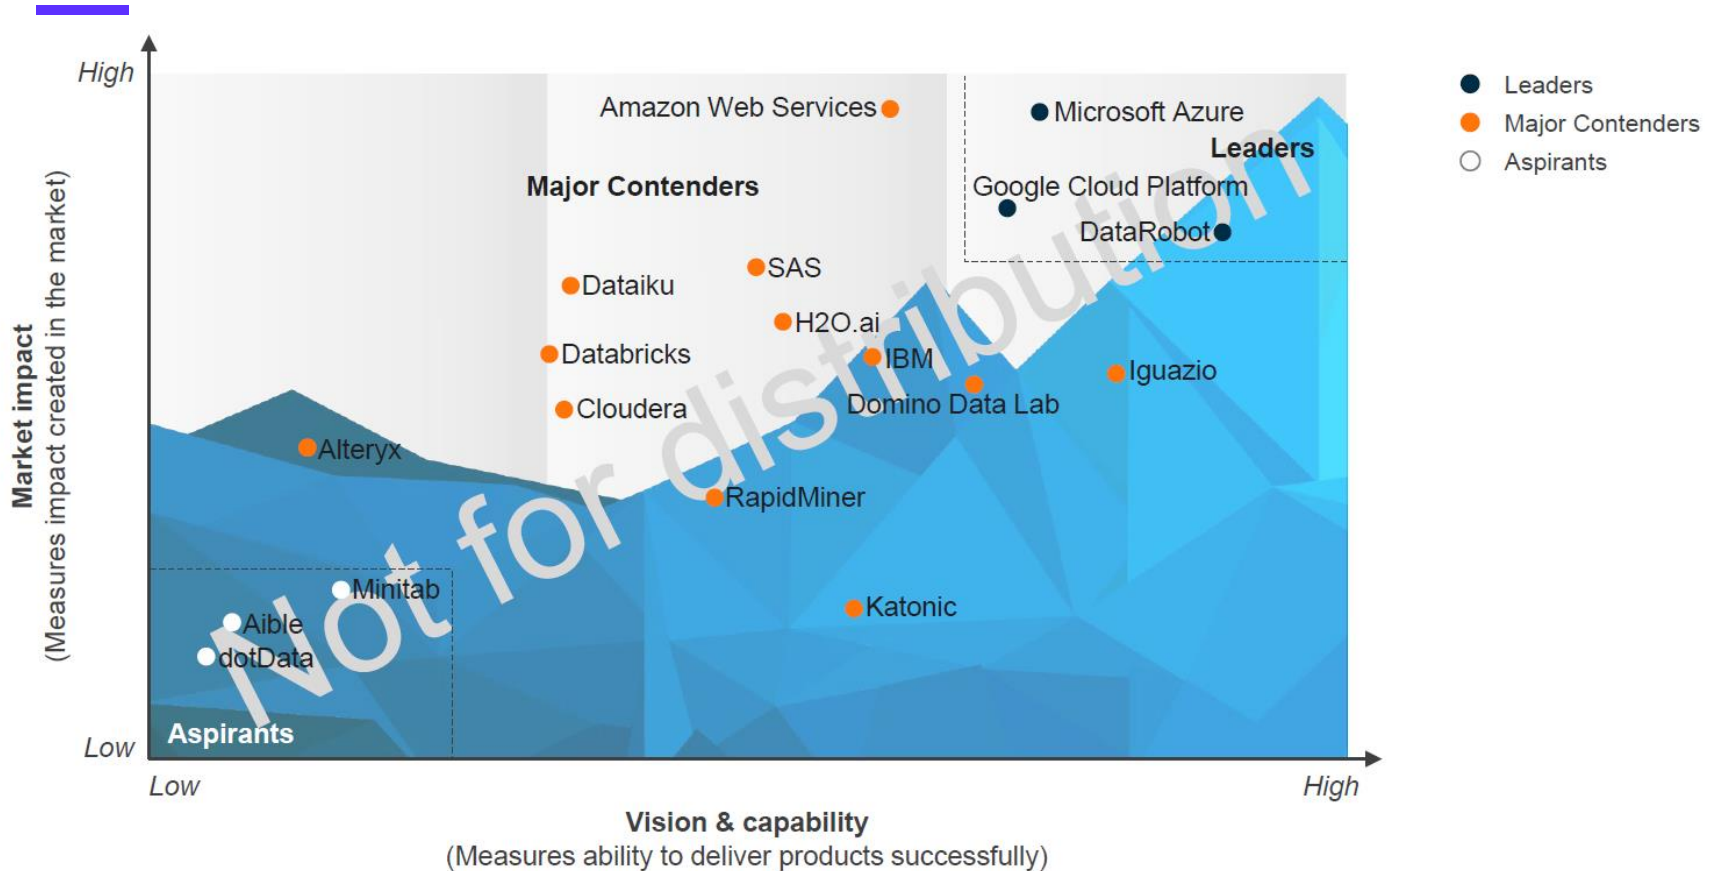 High
Amazon Web Services
Microsoft Azure
Leaders
Major Contenders
Google Cloud Platform
DataRobot
SAS
Dataiku
H2O.ai
Databricks
IBM
Iguazio
Cloudera
Domino Data Lab
Alteryx
RapidMiner
Minitab
Katonic
Aible
dotData
Aspirants
Low
Not for distribution
Market impact
(Measures impact created in the market)
Low
High
Vision & capability
(Measures ability to deliver products successfully)
Leaders
Major Contenders
Aspirants